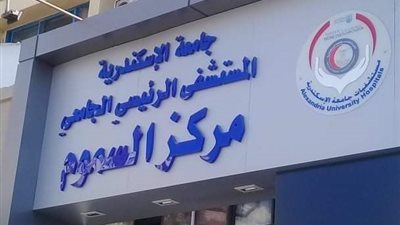 جامعة الإسكندرية
المستشفى الرئيسي الجامعي
مركز السموم
مستشفيات جامعة الإسكندرية
Alexandria University Hospitals